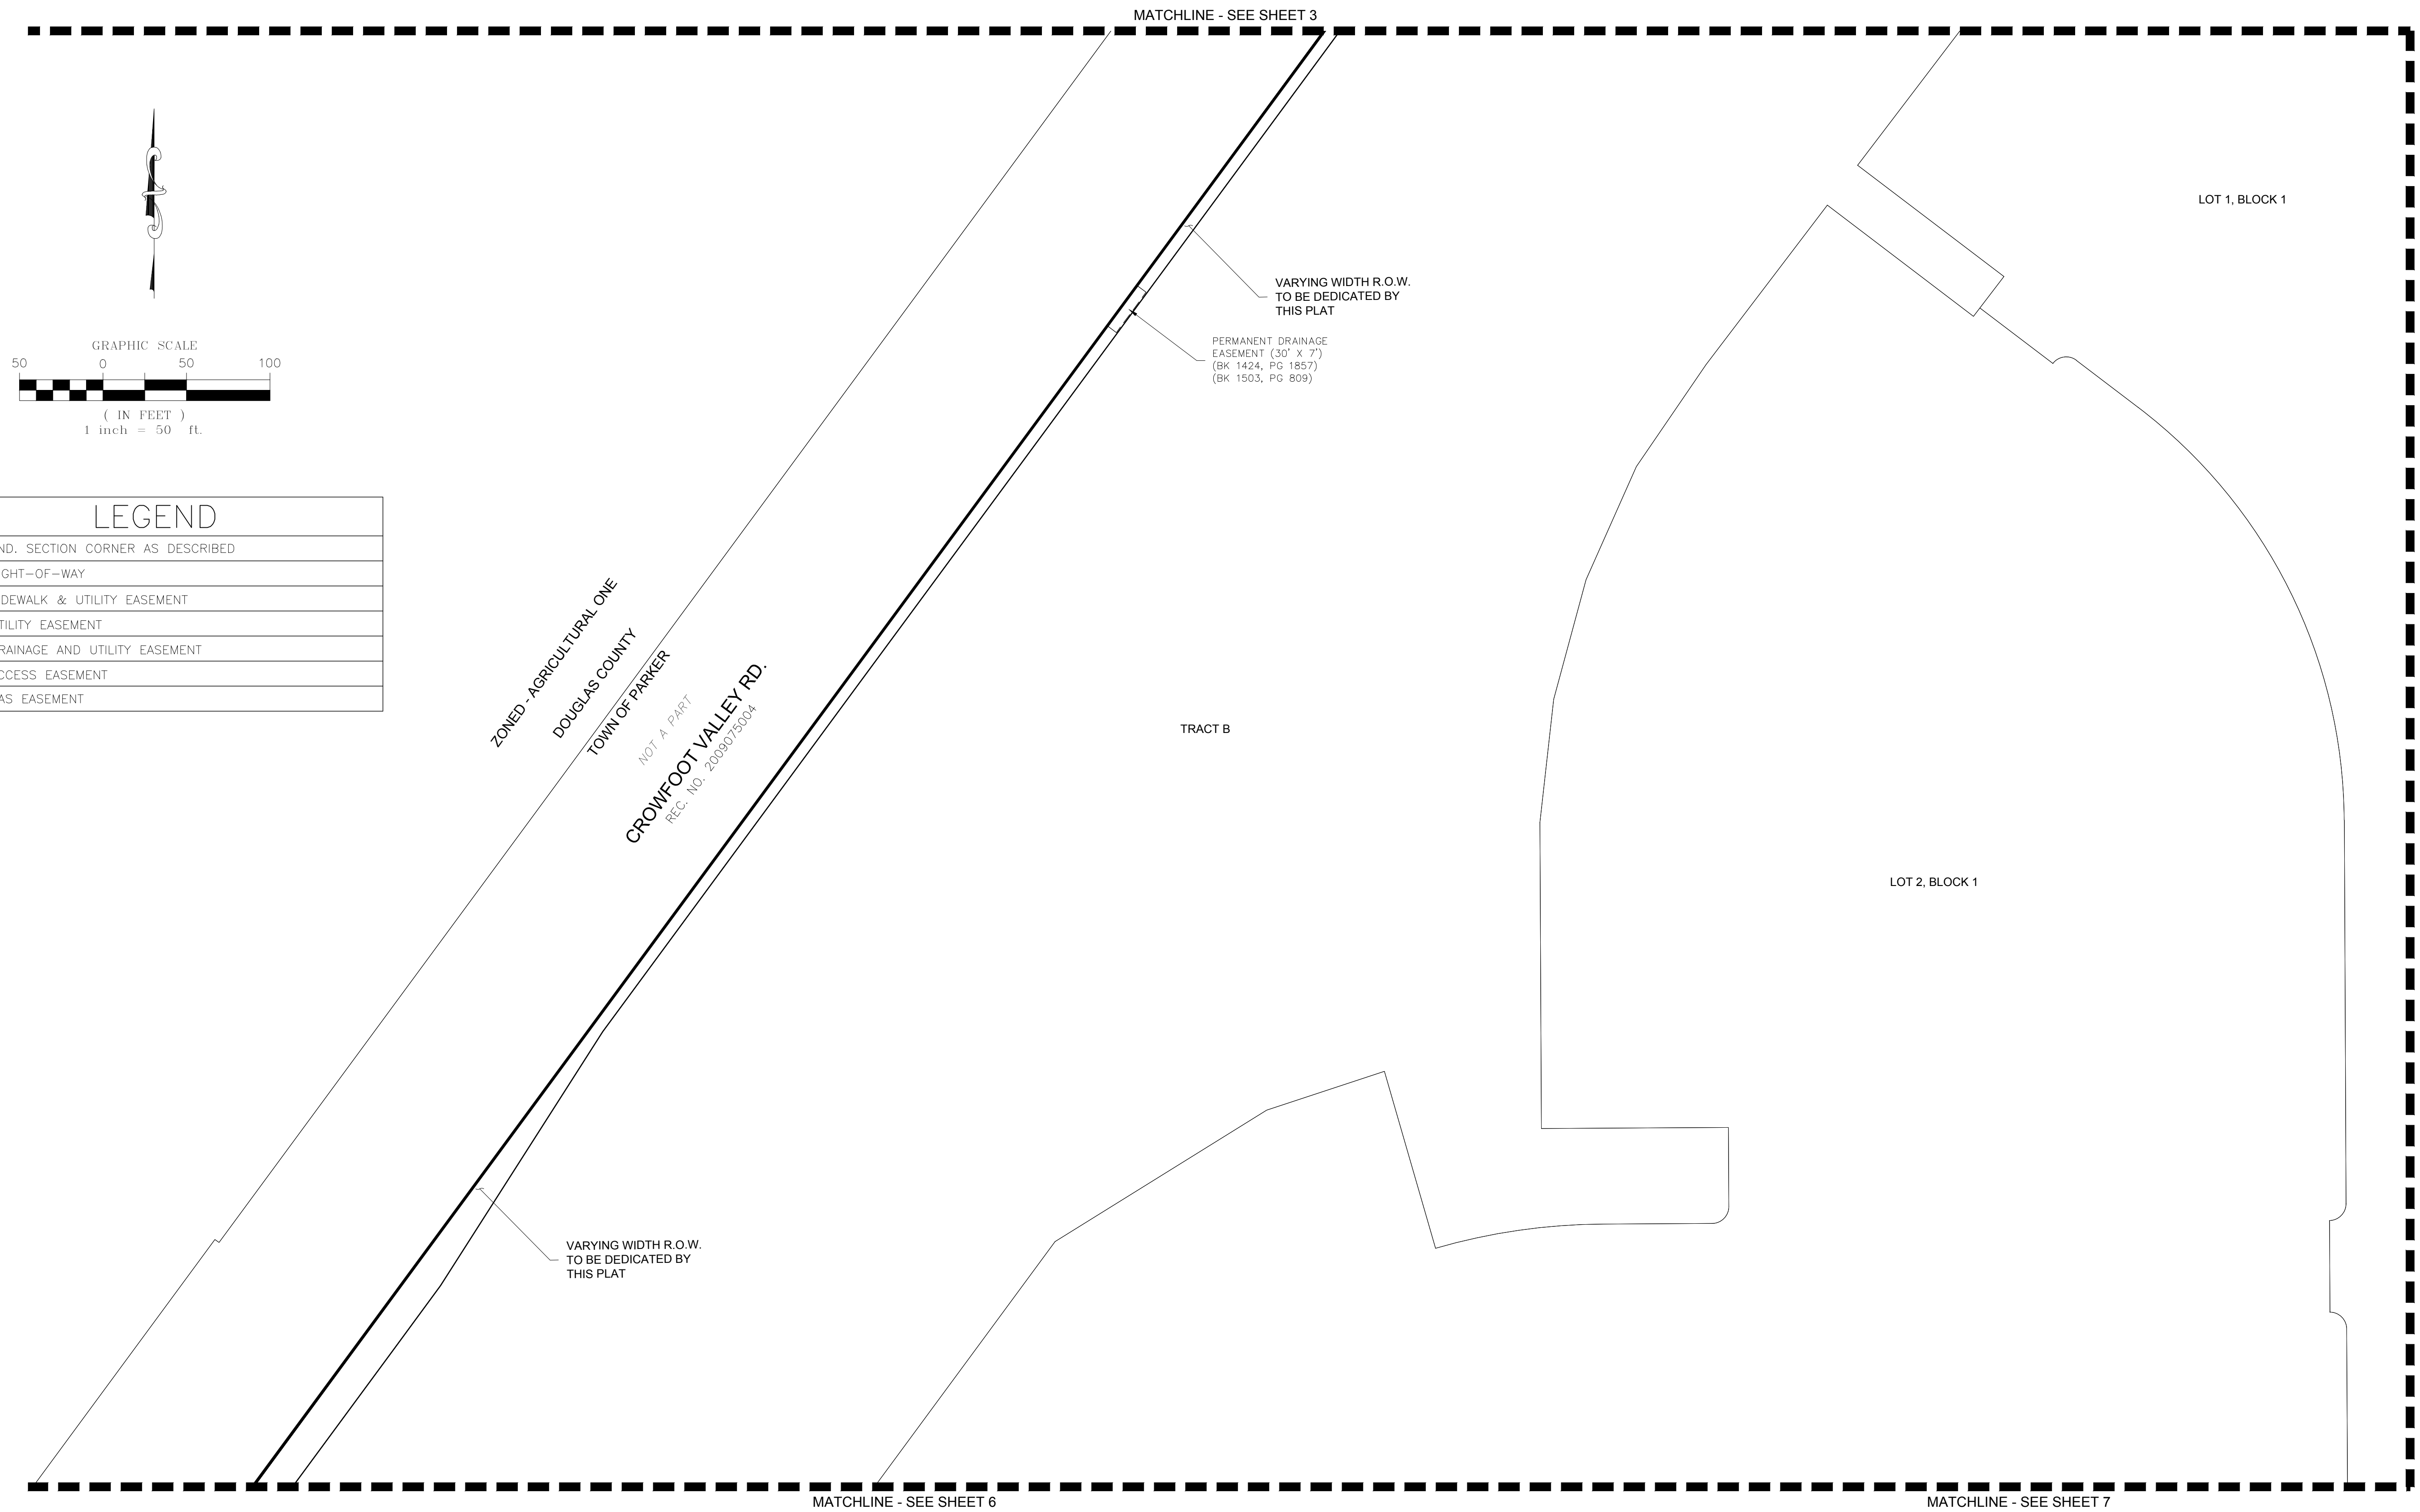 MATCHLINE - SEE SHEET 3
LOT 1, BLOCK 1
VARYING WIDTH R.O.W.
TO BE DEDICATED BY
THIS PLAT
PERMANENT DRAINAGE
EASEMENT (30' X 7')
(BK 1424, PG 1857)
(BK 1503, PG 809)
GRAPHIC SCALE
50 0 50 100
( IN FEET )
1 inch = 50 ft.
LEGEND
ND. SECTION CORNER AS DESCRIBED
GHT-OF-WAY
DEWALK & UTILITY EASEMENT
TILITY EASEMENT
RAINAGE AND UTILITY EASEMENT
CCESS EASEMENT
AS EASEMENT
ZONED - AGRICULTURAL ONE
DOUGLAS COUNTY
TOWN OF PARKER
NOT A PART
CROWFOOT VALLEY RD.
REC. NO. 2009075004
TRACT B
LOT 2, BLOCK 1
VARYING WIDTH R.O.W.
TO BE DEDICATED BY
THIS PLAT
MATCHLINE - SEE SHEET 6
MATCHLINE - SEE SHEET 7